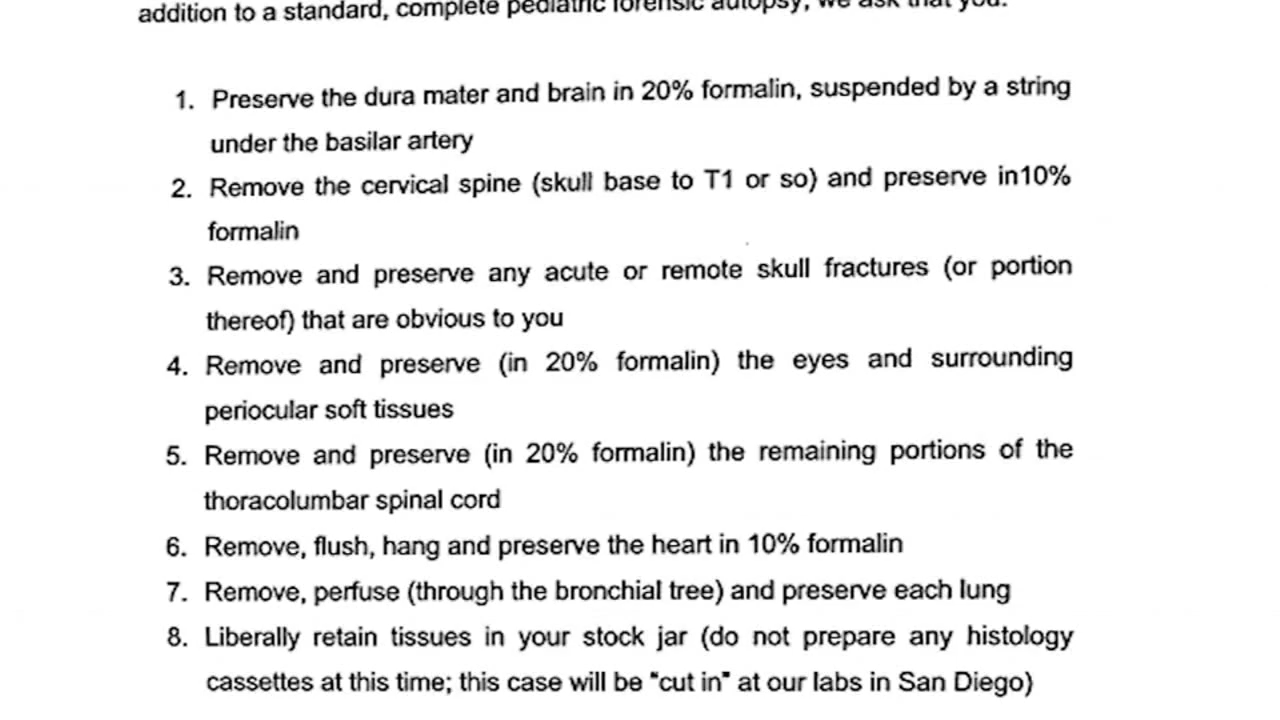 addition to a standard, complete pediatric forensic autopsy, we ask that you:
1. Preserve the dura mater and brain in 20% formalin, suspended by a string
under the basilar artery
2. Remove the cervical spine (skull base to T1 or so) and preserve in10%
formalin
3. Remove and preserve any acute or remote skull fractures (or portion
thereof) that are obvious to you
4. Remove and preserve (in 20% formalin) the eyes and surrounding
periocular soft tissues
5. Remove and preserve (in 20% formalin) the remaining portions of the
thoracolumbar spinal cord
6. Remove, flush, hang and preserve the heart in 10% formalin
7. Remove, perfuse (through the bronchial tree) and preserve each lung
8. Liberally retain tissues in your stock jar (do not prepare any histology
cassettes at this time; this case will be "cut in" at our labs in San Diego)